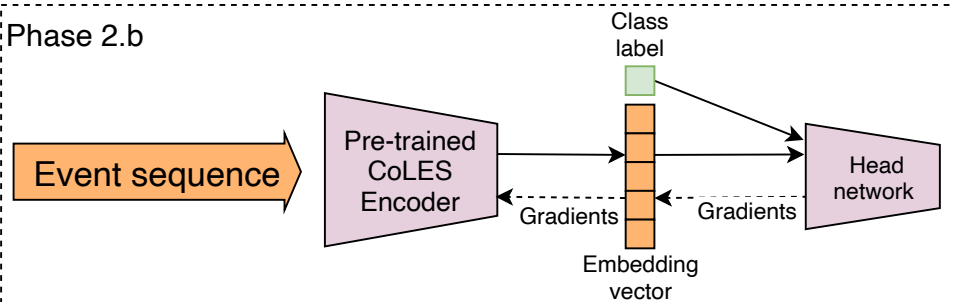 Phase 2.b
Class
label
Event sequence
Pre-trained
CoLES
Encoder
Gradients
Gradients
Head
network
Embedding
vector